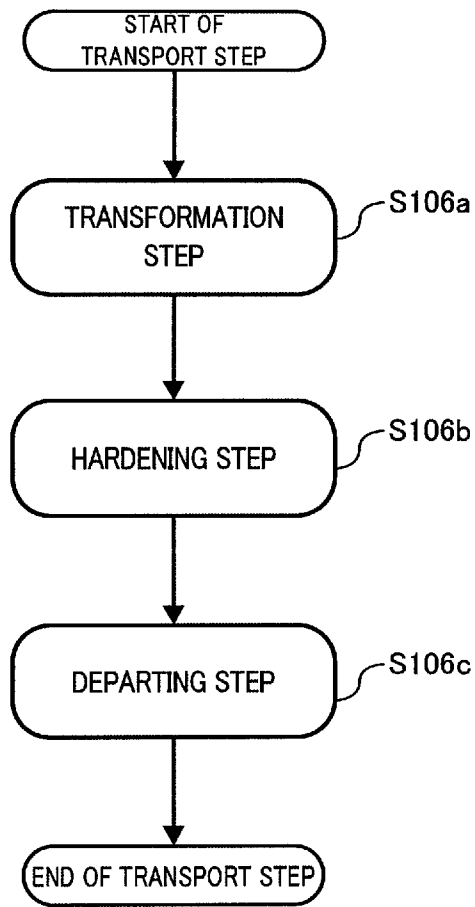 START OF
TRANSPORT STEP
TRANSFORMATION
STEP
S106a
HARDENING STEP
S106b
DEPARTING STEP
S106c
END OF TRANSPORT STEP